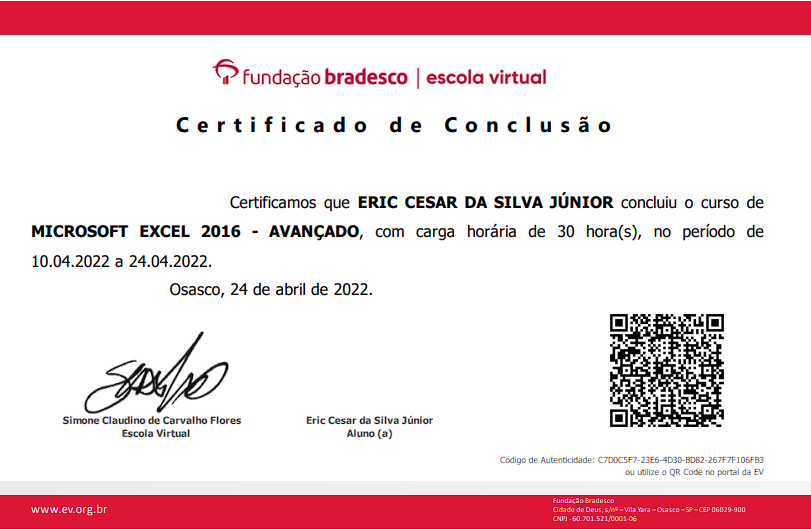 fundação bradesco | escola virtual
Certificado de Conclusão
Certificamos que ERIC CESAR DA SILVA JÚNIOR concluiu o curso de
MICROSOFT EXCEL 2016 - AVANÇADO, com carga horária de 30 hora(s), no período de
10.04.2022 a 24.04.2022.
Osasco, 24 de abril de 2022.
Simone Claudino de Carvalho Flores
Escola Virtual
Eric Cesar da Silva Júnior
Aluno (a)
Código de Autenticidade: C7D0C5F7-23E6-4D30-BD82-267F7F106FB3
ou utilize o QR Code no portal da EV
www.ev.org.br
Fundação Bradesco
Cidade de Deus, s/nº – Vila Yara – Osasco – SP – CEP 06029-900
CNPJ - 60.701.521/0001-06